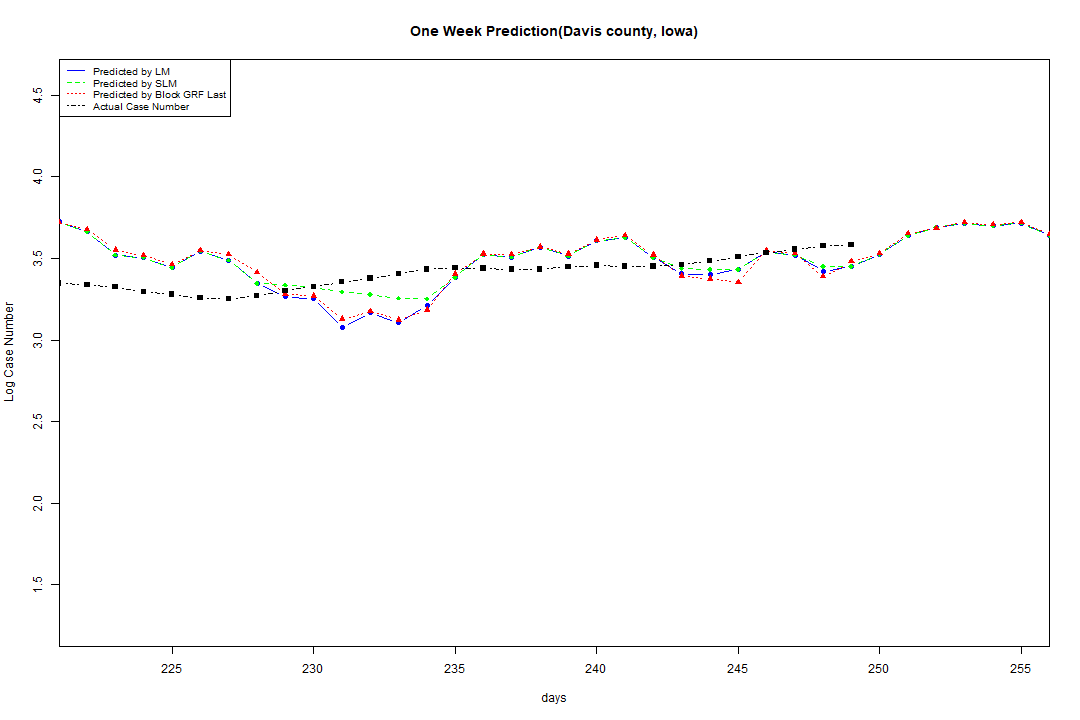 One Week Prediction(Davis county, Iowa)
Predicted by LM
Predicted by SLM
Predicted by Block GRF Last
Actual Case Number
4.5
4.0
3.5
3.0
2.5
2.0
1.5
Log Case Number
225 230 235 240 245 250 255
days